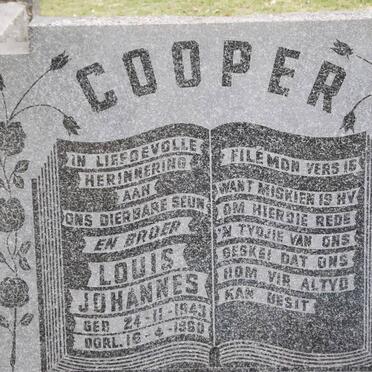 COOPER
IN LIEFDEVOLLE
HERINNERING
AAN
ONS DIERBARE SEUN
EN BROER
LOUIS
JOHANNES
GEB. 24-11-1943
OORL. 16-4-1960
FILÉMON VERS 15
WANT MISKIEN IS HY
OM HIERDIE REDE
'N TYDJIE VAN ONS
GESKEI DAT ONS
HOM VIR ALTYD
KAN BESIT